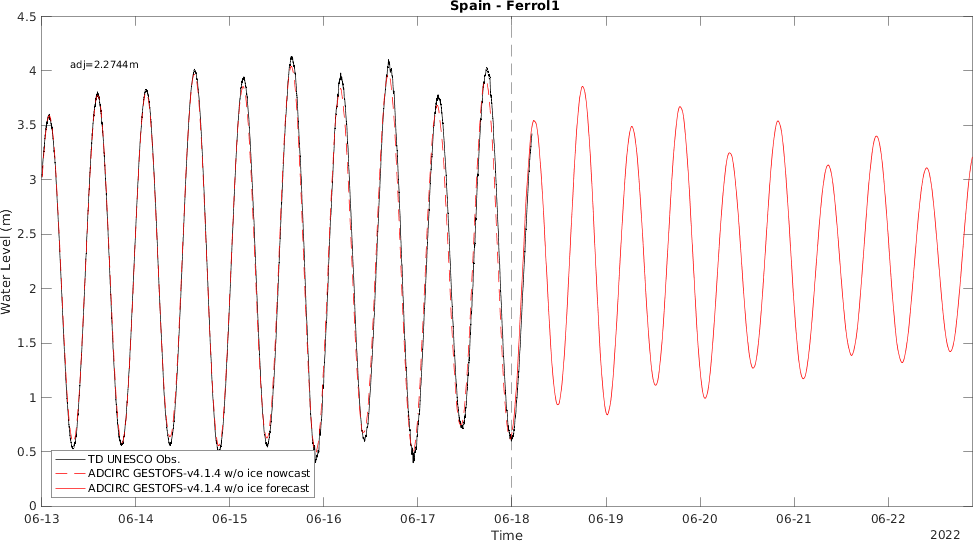 Spain - Ferrol1
4.5
4
3.5
3
2.5
2
1.5
1
0.5
0
Water Level (m)
adj=2.2744m
TD UNESCO Obs.
ADCIRC GESTOFS-v4.1.4 w/o ice nowcast
ADCIRC GESTOFS-v4.1.4 w/o ice forecast
06-13 06-14 06-15 06-16 06-17 06-18 06-19 06-20 06-21 06-22
Time
2022